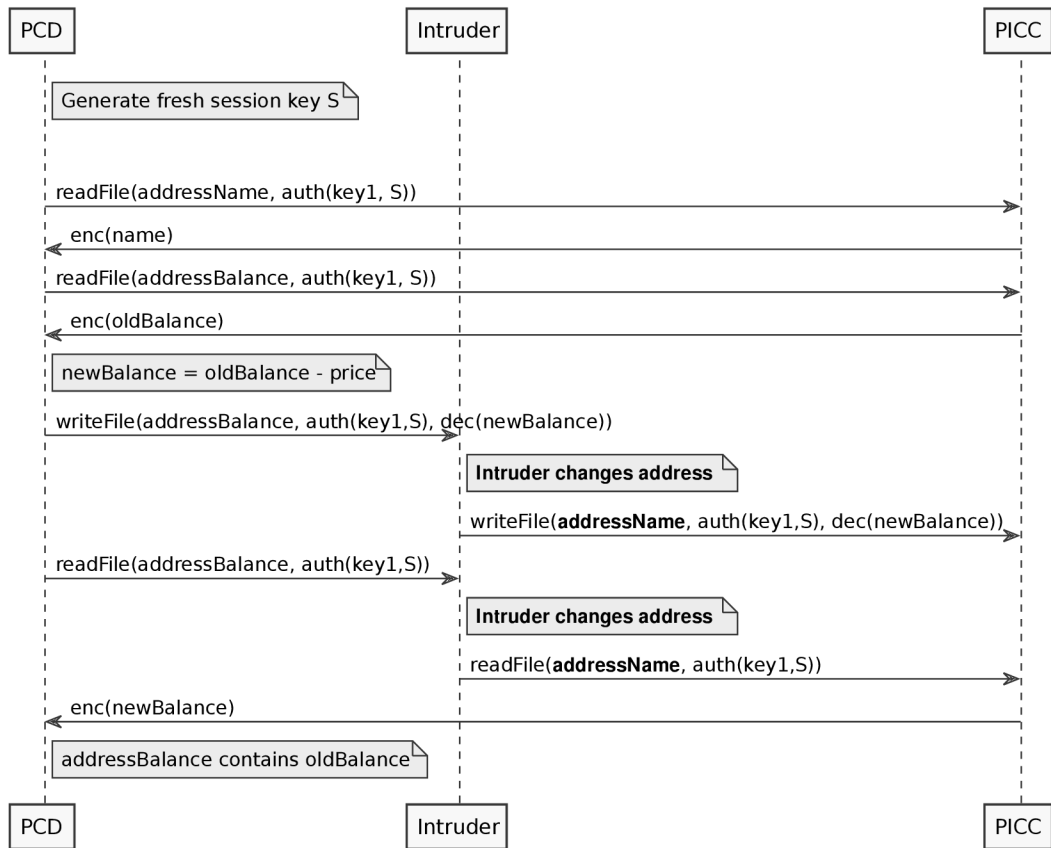 PCD Intruder PICC
Generate fresh session key S
readFile(addressName, auth(key1, S))
enc(name)
readFile(addressBalance, auth(key1, S))
enc(oldBalance)
newBalance = oldBalance - price
writeFile(addressBalance, auth(key1,S), dec(newBalance))
Intruder changes address
writeFile(addressName, auth(key1,S), dec(newBalance))
readFile(addressBalance, auth(key1,S))
Intruder changes address
readFile(addressName, auth(key1,S))
enc(newBalance)
addressBalance contains oldBalance
PCD Intruder PICC